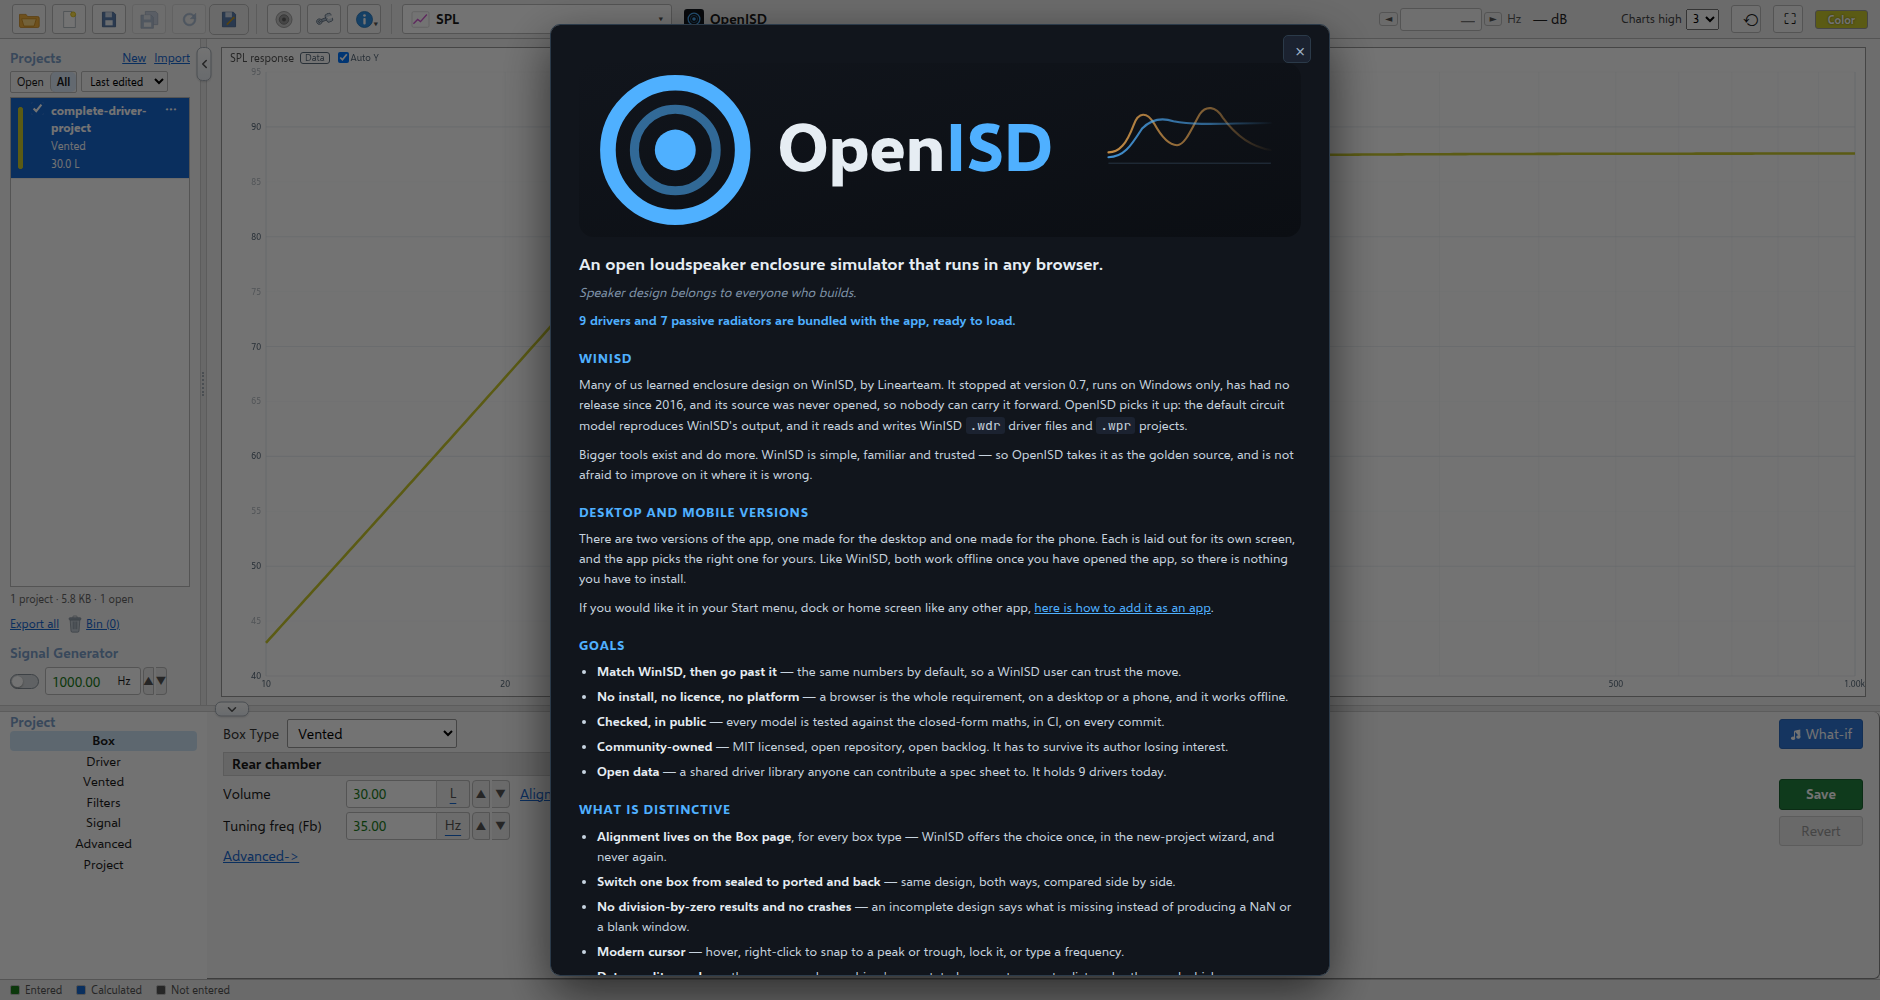 SPL
OpenISD
Hz
— dB
Charts high
3
Color
Projects
New
Import
Open
All
Last edited
complete-driver-
project
Vented
30.0 L
1 project · 5.8 KB · 1 open
Export all
Bin (0)
Signal Generator
1000.00
Hz
SPL response
Data
Auto Y
95
90
85
80
75
70
65
60
55
50
45
40
10
20
500
1.00k
×
OpenISD
An open loudspeaker enclosure simulator that runs in any browser.
Speaker design belongs to everyone who builds.
9 drivers and 7 passive radiators are bundled with the app, ready to load.
WINISD
Many of us learned enclosure design on WinISD, by Linearteam. It stopped at version 0.7, runs on Windows only, has had no
release since 2016, and its source was never opened, so nobody can carry it forward. OpenISD picks it up: the default circuit
model reproduces WinISD's output, and it reads and writes WinISD .wdr driver files and .wpr projects.
Bigger tools exist and do more. WinISD is simple, familiar and trusted — so OpenISD takes it as the golden source, and is not
afraid to improve on it where it is wrong.
DESKTOP AND MOBILE VERSIONS
There are two versions of the app, one made for the desktop and one made for the phone. Each is laid out for its own screen,
and the app picks the right one for yours. Like WinISD, both work offline once you have opened the app, so there is nothing
you have to install.
If you would like it in your Start menu, dock or home screen like any other app, here is how to add it as an app.
GOALS
• Match WinISD, then go past it — the same numbers by default, so a WinISD user can trust the move.
• No install, no licence, no platform — a browser is the whole requirement, on a desktop or a phone, and it works offline.
• Checked, in public — every model is tested against the closed-form maths, in CI, on every commit.
• Community-owned — MIT licensed, open repository, open backlog. It has to survive its author losing interest.
• Open data — a shared driver library anyone can contribute a spec sheet to. It holds 9 drivers today.
WHAT IS DISTINCTIVE
• Alignment lives on the Box page, for every box type — WinISD offers the choice once, in the new-project wizard, and
never again.
• Switch one box from sealed to ported and back — same design, both ways, compared side by side.
• No division-by-zero results and no crashes — an incomplete design says what is missing instead of producing a NaN or
a blank window.
• Modern cursor — hover, right-click to snap to a peak or trough, lock it, or type a frequency.
Project
Box
Driver
Vented
Filters
Signal
Advanced
Project
Box Type
Vented
Rear chamber
Volume
30.00
L
Align
Tuning freq (Fb)
35.00
Hz
Advanced->
What-if
Save
Revert
Entered
Calculated
Not entered